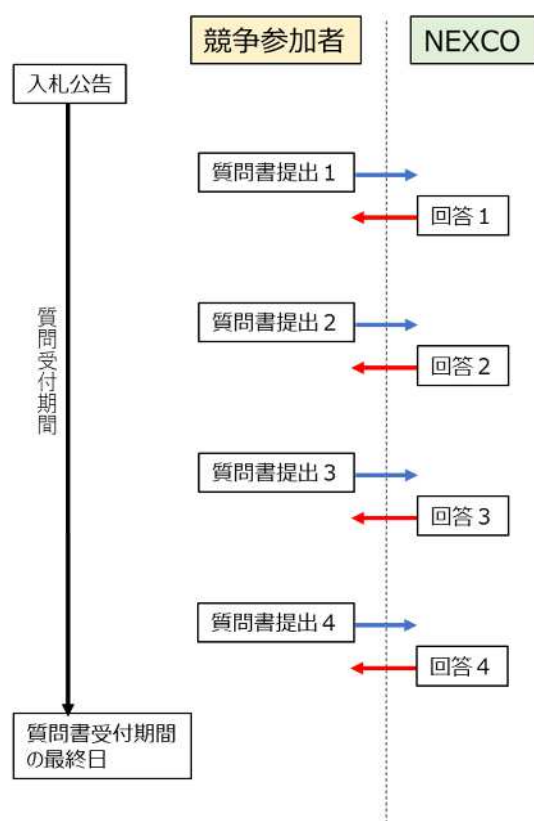 競争参加者
NEXCO
入札公告
質問書提出1
回答1
質問書提出2
回答2
質問受付期間
質問書提出3
回答3
質問書提出4
回答4
質問書受付期間
の最終日